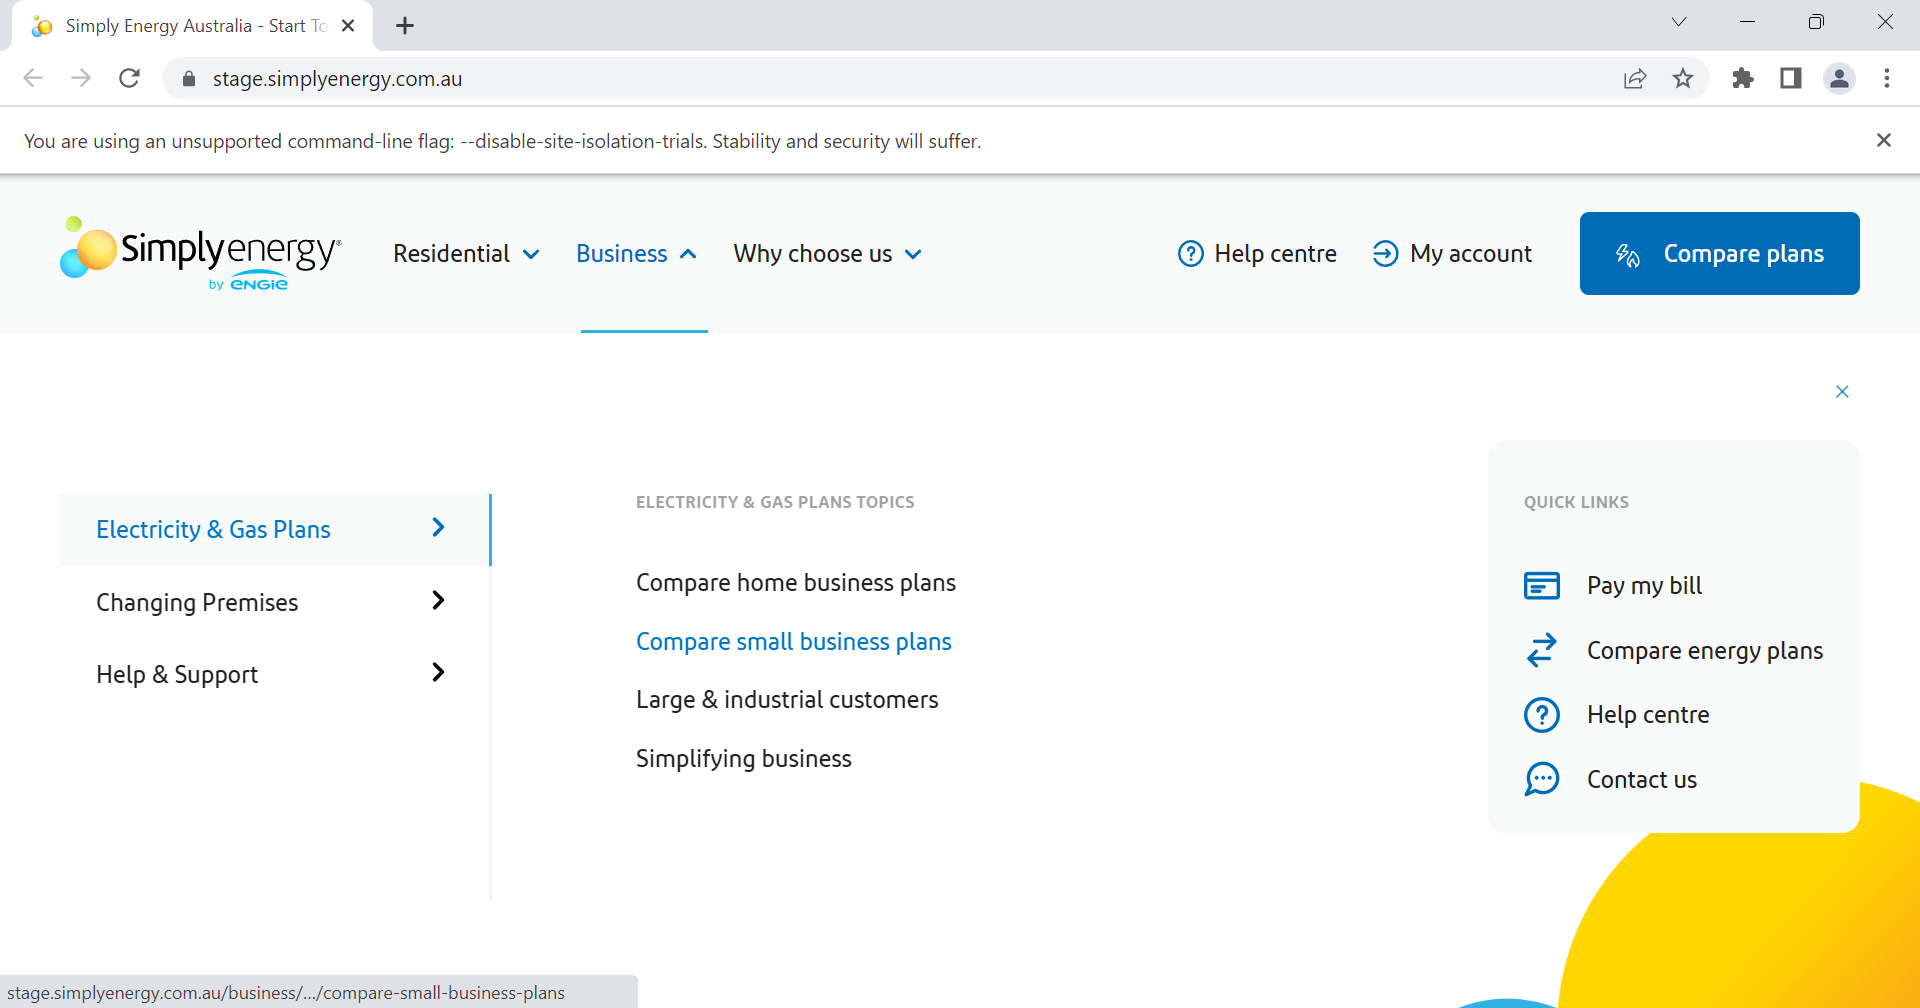 Simply Energy Australia - Start To
stage.simplyenergy.com.au
You are using an unsupported command-line flag: --disable-site-isolation-trials. Stability and security will suffer.
Simplyenergy®
by ENGIE
Residential
Business
Why choose us
Help centre
My account
Compare plans
Electricity & Gas Plans
Changing Premises
Help & Support
ELECTRICITY & GAS PLANS TOPICS
Compare home business plans
Compare small business plans
Large & industrial customers
Simplifying business
QUICK LINKS
Pay my bill
Compare energy plans
Help centre
Contact us
stage.simplyenergy.com.au/business/.../compare-small-business-plans